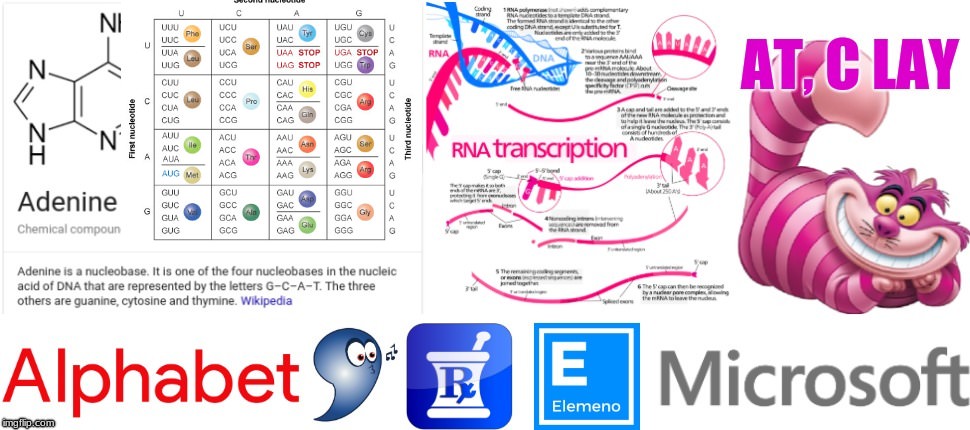 NH
N
N
H
N
Adenine
Chemical compoun
Adenine is a nucleobase. It is one of the four nucleobases in the nucleic
acid of DNA that are represented by the letters G–C–A–T. The three
others are guanine, cytosine and thymine. Wikipedia
Second nucleotide
U C A G
First nucleotide
Third nucleotide
U
UUU Phe UCU UAU Tyr UGU Cys U
UUC UCC Ser UAC UGC C
UUA Leu UCA UAA STOP UGA STOP A
UUG UCG UAG STOP UGG Trp G
C
CUU CCU CAU His CGU U
CUC Leu CCC Pro CAC CGC Arg C
CUA CCA CAA Gln CGA A
CUG CCG CAG CGG G
A
AUU Ile ACU AAU Asn AGU Ser U
AUC ACC Thr AAC AGC C
AUA ACA AAA Lys AGA Arg A
AUG Met ACG AAG AGG G
G
GUU GCU GAU Asp GGU U
GUC Val GCC Ala GAC GGC Gly C
GUA GCA GAA Glu GGA A
GUG GCG GAG GGG G
Coding
strand
RNA
DNA
Free RNA nucleotides
1 RNA polymerase (not shown) adds complementary
RNA nucleotides to a template DNA strand.
The formed RNA strand is identical to the other
coding DNA strand, except U is substituted for T.
Nucleotides are only added to the 3'
end of the RNA molecule.
2 Various proteins bind
to a sequence AAUAAA
near the 3' end of the
pre-mRNA molecule. About
10–30 nucleotides downstream
the cleavage and polyadenylation
specificity factor (CPSF) cuts
the pre-mRNA.
Cleavage site
5' end
3' end
3 A cap and tail are added to the 5' and 3' ends
of the new RNA molecule as protection and
to help it leave the nucleus. The 5' cap consists
of a single G nucleotide. The 3' (Poly-A) tail
consists of hundreds of
A nucleotides.
RNA transcription
5' cap
(Single G)
5'-5' bond
5' cap addition
G
Polyadenylation
A A A
3' end
3' tail
(About 250 A's)
The 5' cap makes it so both
ends of the mRNA are 3',
protecting it from exonucleases
which target 5' ends.
5' cap
Intron
Exons
4 Noncoding introns (intervening
sequences) are removed from
the RNA strand.
Intron
Exon
3' untranslated region
5 The remaining coding segments,
or exons (expressed sequences) are
joined together.
3' tail
5' cap
Spliced exons
6 The 5' cap can then be recognized
by a nuclear pore complex, allowing
the mRNA to leave the nucleus.
AT, C LAY
Alphabet
Rx
E
Elemeno
Microsoft
imgflip.com